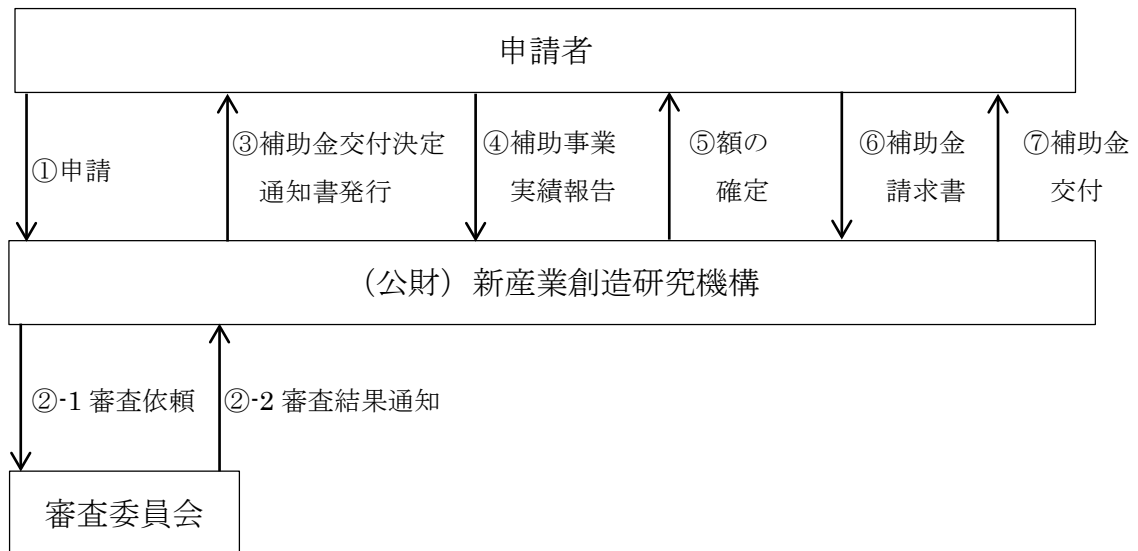 申請者
①申請
③補助金交付決定
通知書発行
④補助事業
実績報告
⑤額の
確定
⑥補助金
請求書
⑦補助金
交付
（公財）新産業創造研究機構
②-1 審査依頼
②-2 審査結果通知
審査委員会